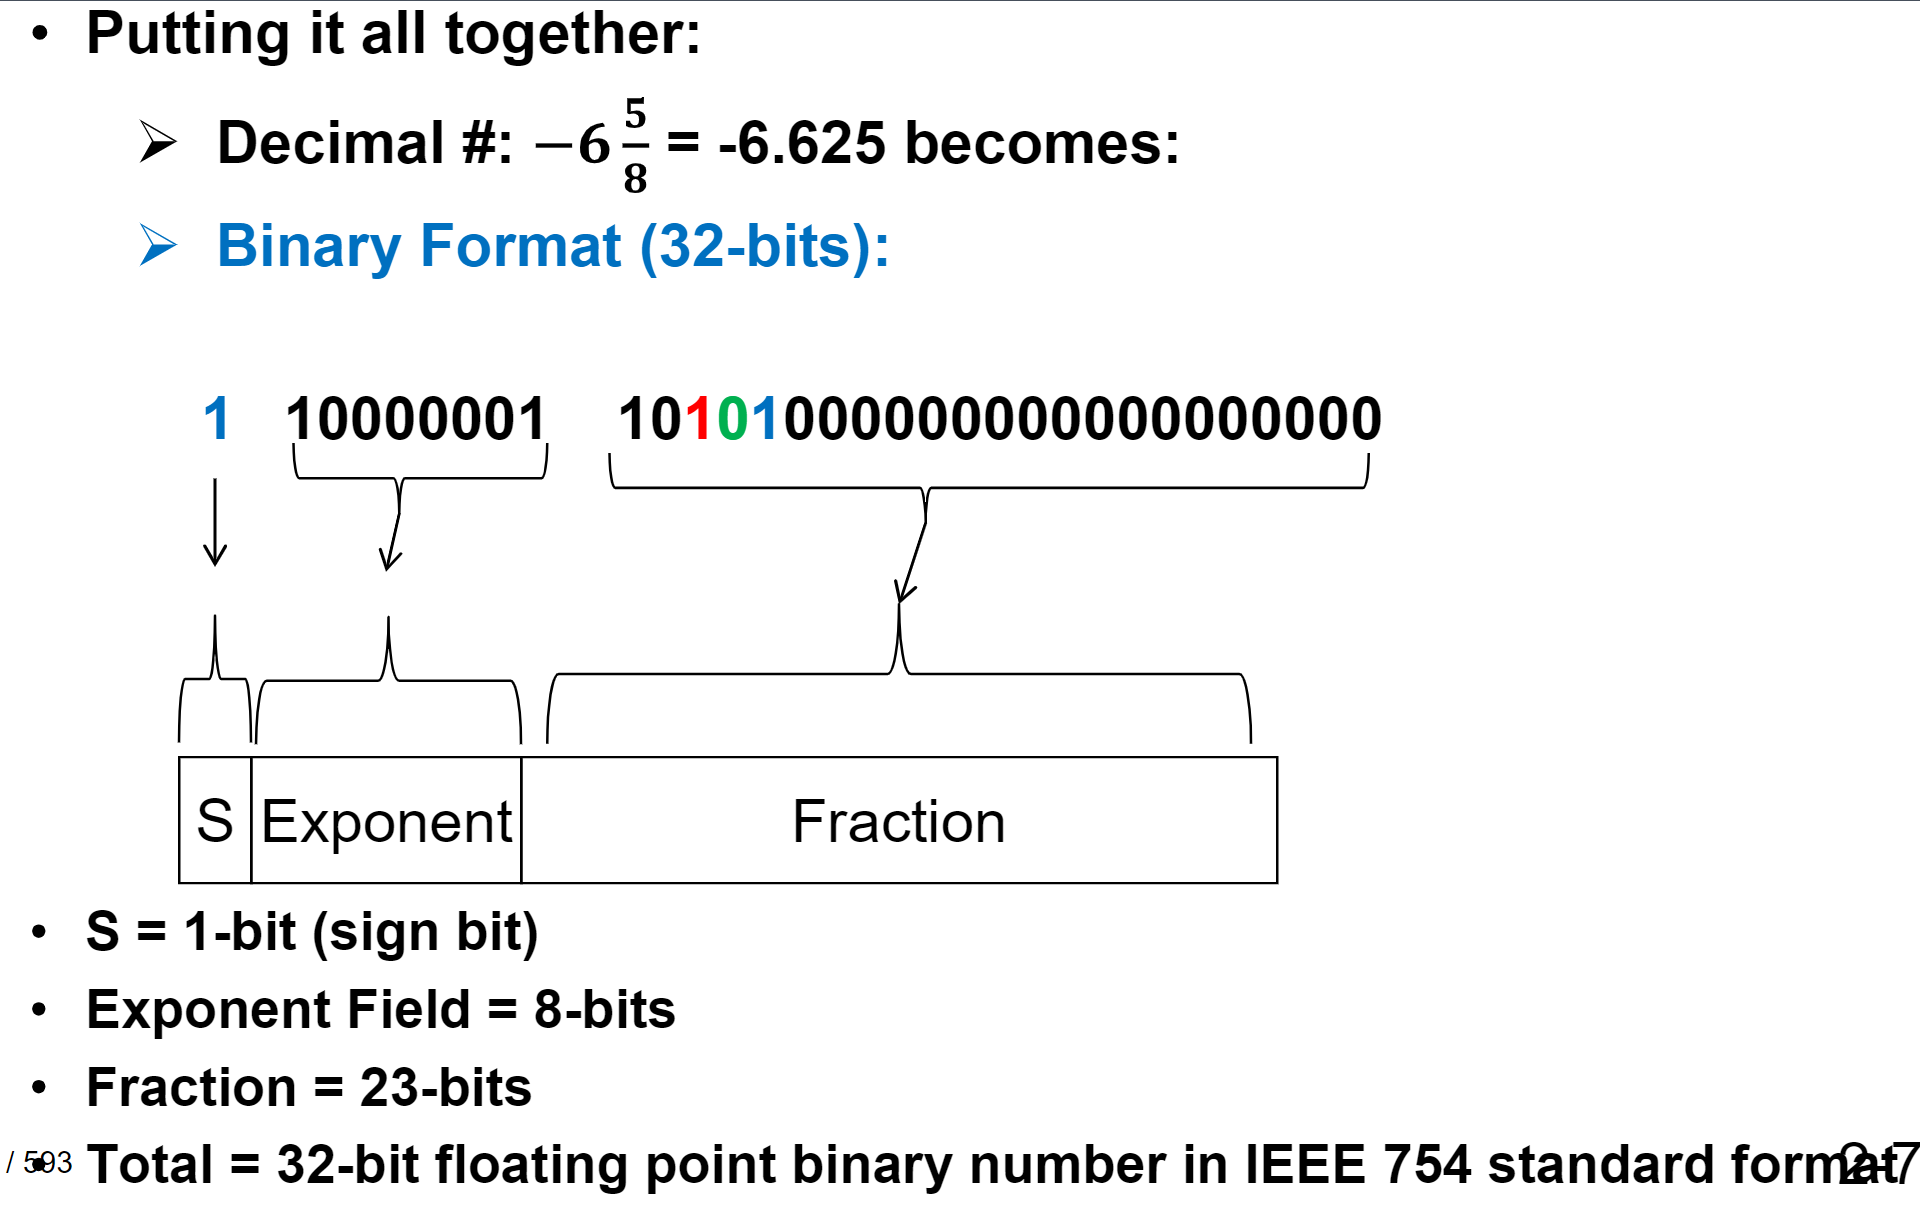 • Putting it all together:
➢ Decimal #: −6 5/8 = -6.625 becomes:
➢ Binary Format (32-bits):
1 10000001 10101000000000000000000
S Exponent Fraction
• S = 1-bit (sign bit)
• Exponent Field = 8-bits
• Fraction = 23-bits
• Total = 32-bit floating point binary number in IEEE 754 standard format
/ 593
2-7